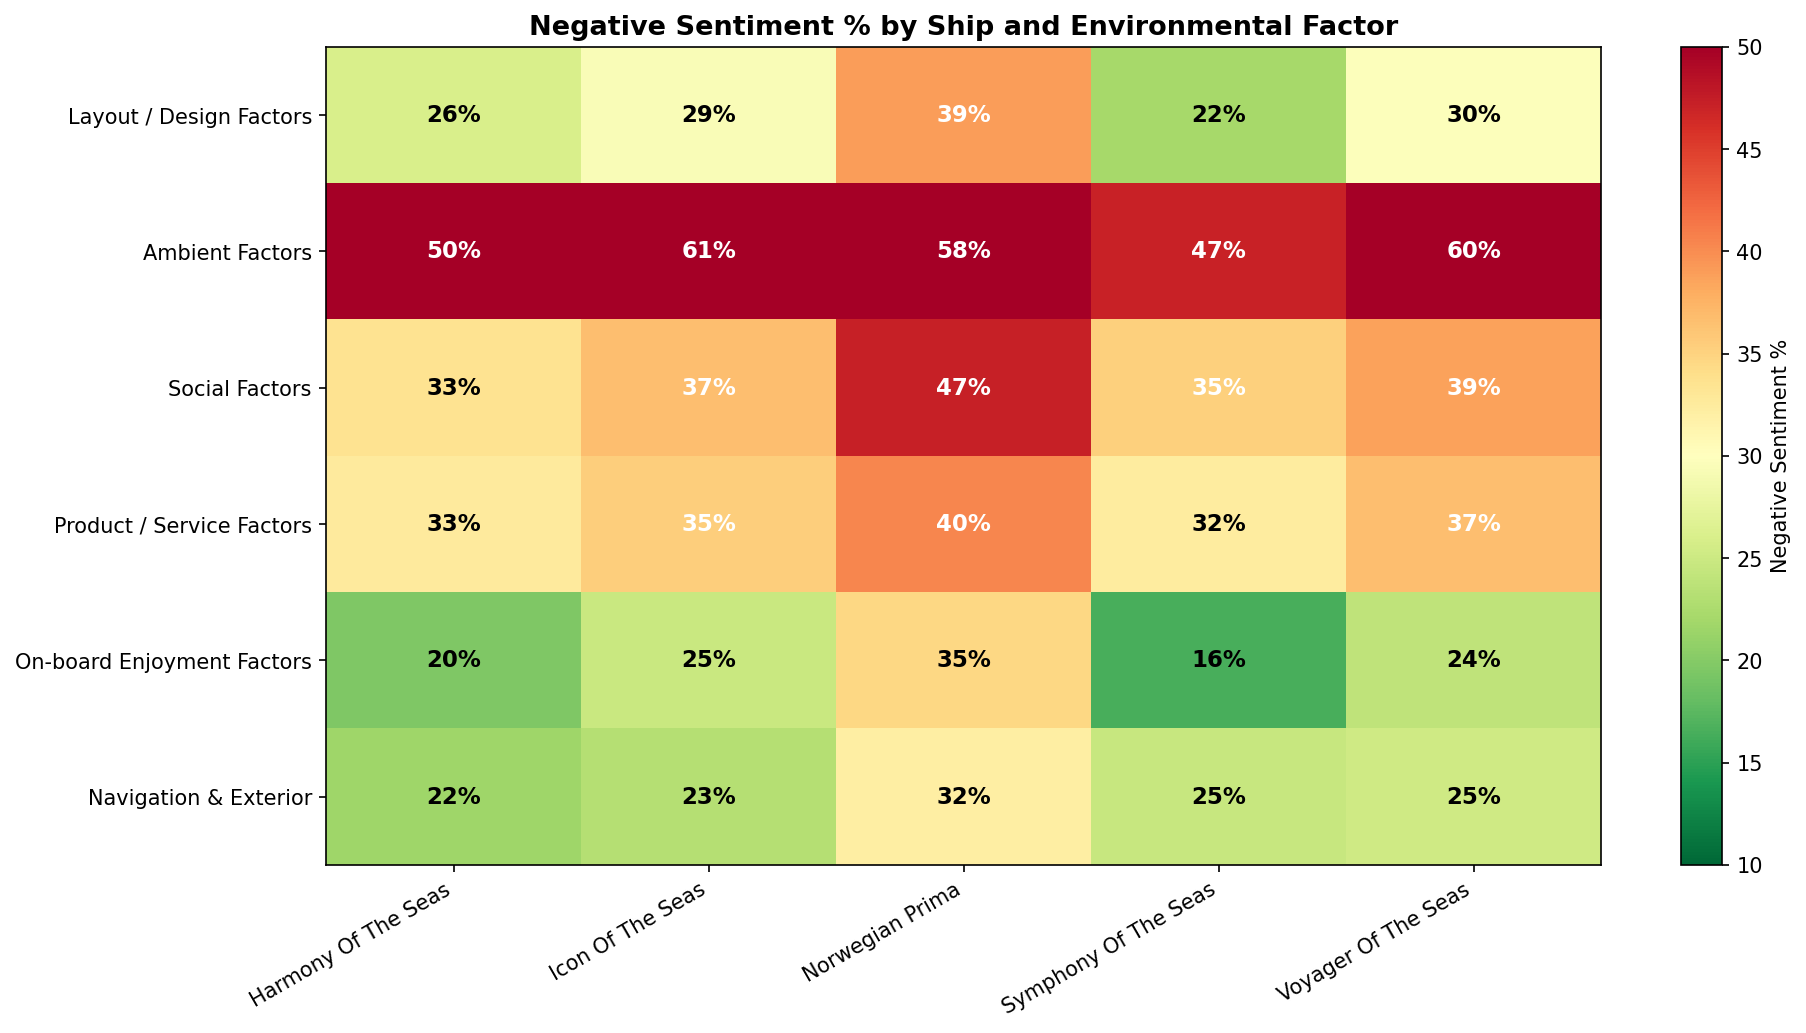 Negative Sentiment % by Ship and Environmental Factor
Layout / Design Factors 26% 29% 39% 22% 30%
Ambient Factors 50% 61% 58% 47% 60%
Social Factors 33% 37% 47% 35% 39%
Product / Service Factors 33% 35% 40% 32% 37%
On-board Enjoyment Factors 20% 25% 35% 16% 24%
Navigation & Exterior 22% 23% 32% 25% 25%
Harmony Of The Seas
Icon Of The Seas
Norwegian Prima
Symphony Of The Seas
Voyager Of The Seas
50
45
40
35
30
25
20
15
10
Negative Sentiment %